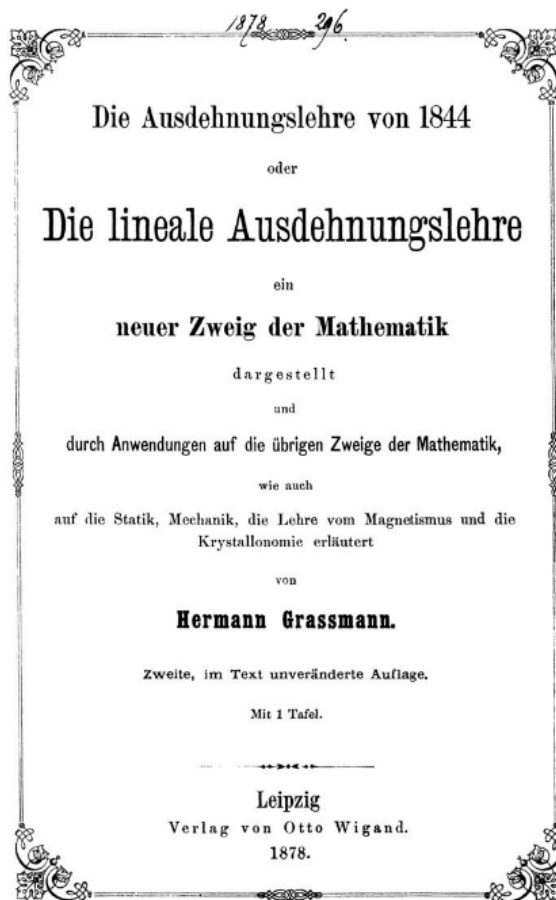 1878 296.
Die Ausdehnungslehre von 1844
oder
Die lineale Ausdehnungslehre
ein
neuer Zweig der Mathematik
dargestellt
und
durch Anwendungen auf die übrigen Zweige der Mathematik,
wie auch
auf die Statik, Mechanik, die Lehre vom Magnetismus und die
Krystallonomie erläutert
von
Hermann Grassmann.
Zweite, im Text unveränderte Auflage.
Mit 1 Tafel.
Leipzig
Verlag von Otto Wigand.
1878.